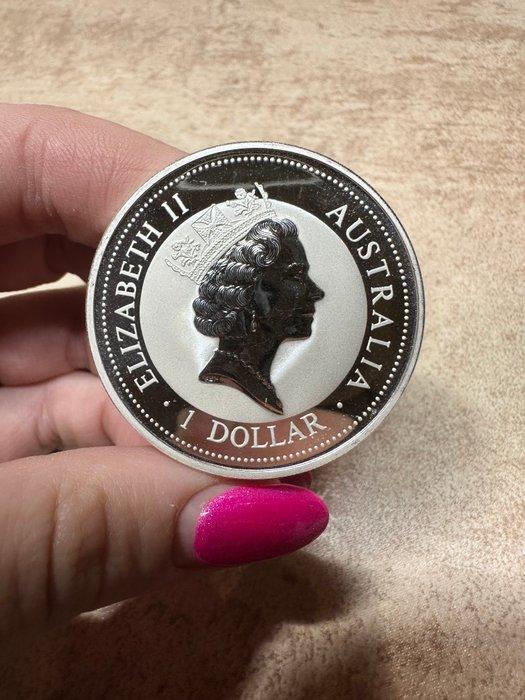 ELIZABETH II
AUSTRALIA
· 1 DOLLAR ·